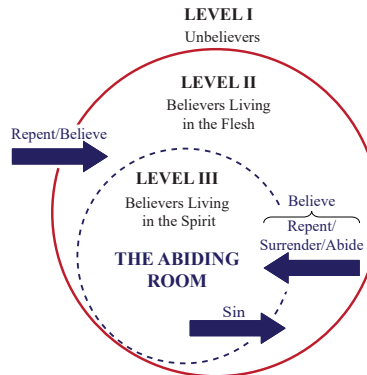 LEVEL I
Unbelievers
LEVEL II
Believers Living
in the Flesh
Repent/Believe
LEVEL III
Believers Living
in the Spirit
Believe
Repent/
Surrender/Abide
THE ABIDING
ROOM
Sin